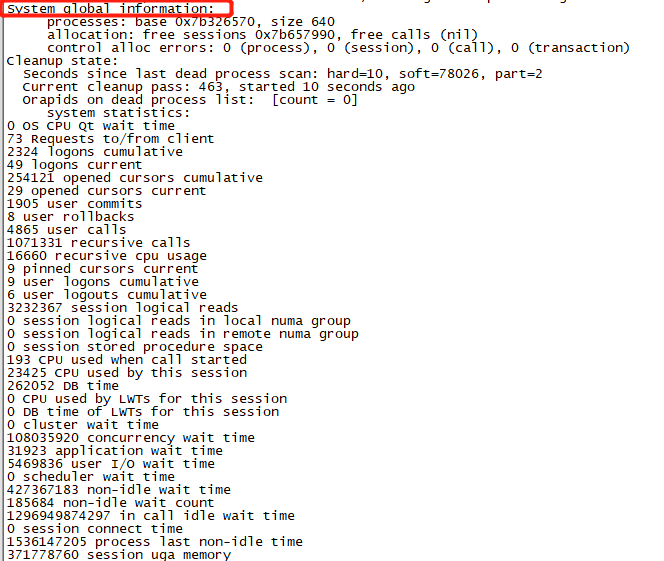 System global information:
processes: base 0x7b326570, size 640
allocation: free sessions 0x7b657990, free calls (nil)
control alloc errors: 0 (process), 0 (session), 0 (call), 0 (transaction)
Cleanup state:
Seconds since last dead process scan: hard=10, soft=78026, part=2
Current cleanup pass: 463, started 10 seconds ago
Orapids on dead process list:  [count = 0]
system statistics:
0 OS CPU Qt wait time
73 Requests to/from client
2324 logons cumulative
49 logons current
254121 opened cursors cumulative
29 opened cursors current
1905 user commits
8 user rollbacks
4865 user calls
1071331 recursive calls
16660 recursive cpu usage
9 pinned cursors current
9 user logons cumulative
6 user logouts cumulative
3232367 session logical reads
0 session logical reads in local numa group
0 session logical reads in remote numa group
0 session stored procedure space
193 CPU used when call started
23425 CPU used by this session
262052 DB time
0 CPU used by LWTs for this session
0 DB time of LWTs for this session
0 cluster wait time
108035920 concurrency wait time
31923 application wait time
5469836 user I/O wait time
0 scheduler wait time
427367183 non-idle wait time
185684 non-idle wait count
1296949874297 in call idle wait time
0 session connect time
1536147205 process last non-idle time
371778760 session uga memory